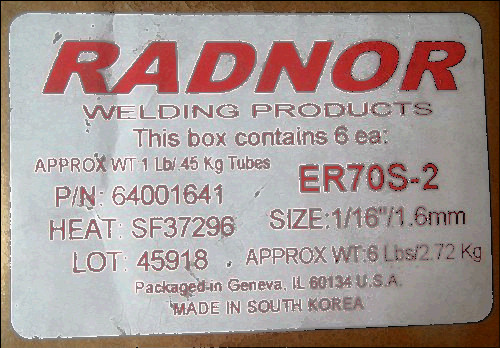 RADNOR
WELDING PRODUCTS
This box contains 6 ea:
APPROX WT 1 Lb/.45 Kg Tubes
ER70S-2
P/N: 64001641
HEAT: SF37296
SIZE:1/16"/1.6mm
LOT: 45918
APPROX WT:6 Lbs/2.72 Kg
Packaged in Geneva, IL 60134 U.S.A.
MADE IN SOUTH KOREA